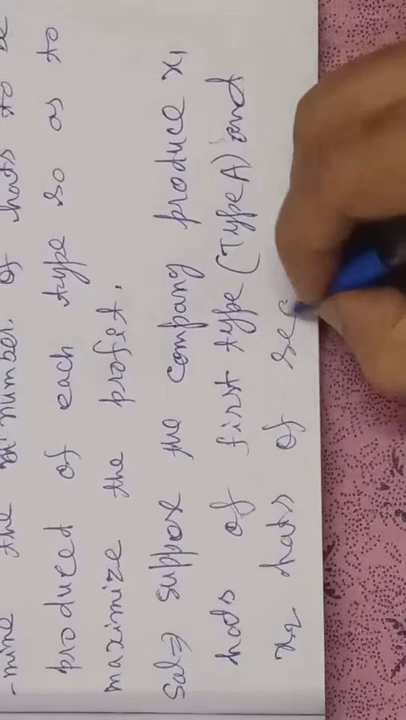 -mine the number. of hats to be
produced of each type so as to
maximize the profit.
Sol⇒ suppose the company produce x1
hats of first type (Type A) and
x2 hats of sec